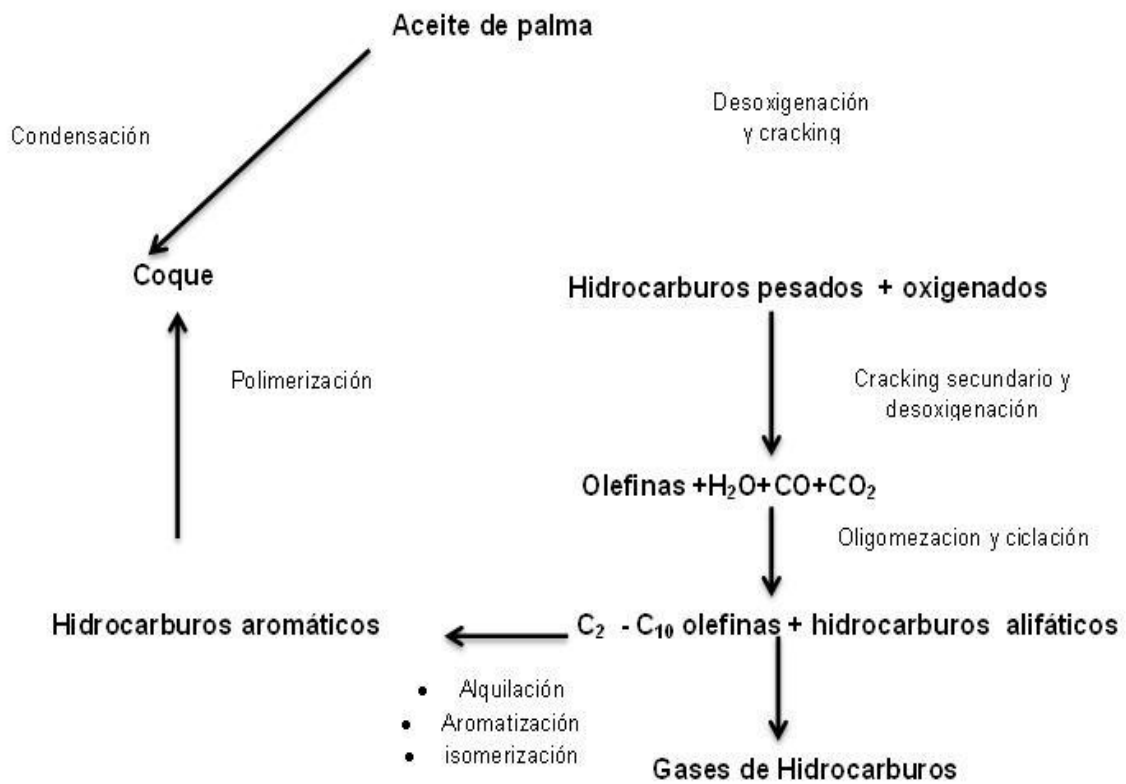 Aceite de palma
Desoxigenación
y cracking
Condensación
Coque
Hidrocarburos pesados + oxigenados
Polimerización
Cracking secundario y
desoxigenación
Olefinas +H₂O+CO+CO₂
Oligomezacion y ciclación
Hidrocarburos aromáticos
C₂ - C₁₀ olefinas + hidrocarburos alifáticos
• Alquilación
• Aromatización
• isomerización
Gases de Hidrocarburos